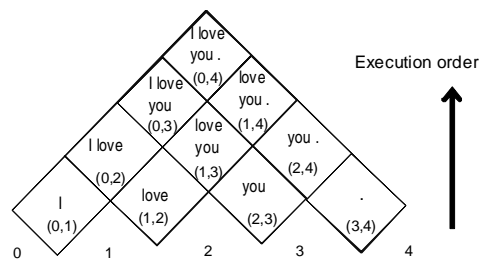 I love
you .
(0,4)
Execution order
I love
you
(0,3)
love
you .
(1,4)
I love
(0,2)
love
you
(1,3)
you .
(2,4)
I
(0,1)
love
(1,2)
you
(2,3)
.
(3,4)
0 1 2 3 4